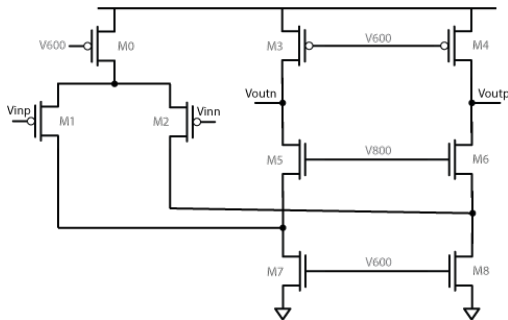 V600 M0 M3 V600 M4
Vinp Vinn Voutn Voutp
M1 M2
M5 V800 M6
M7 V600 M8